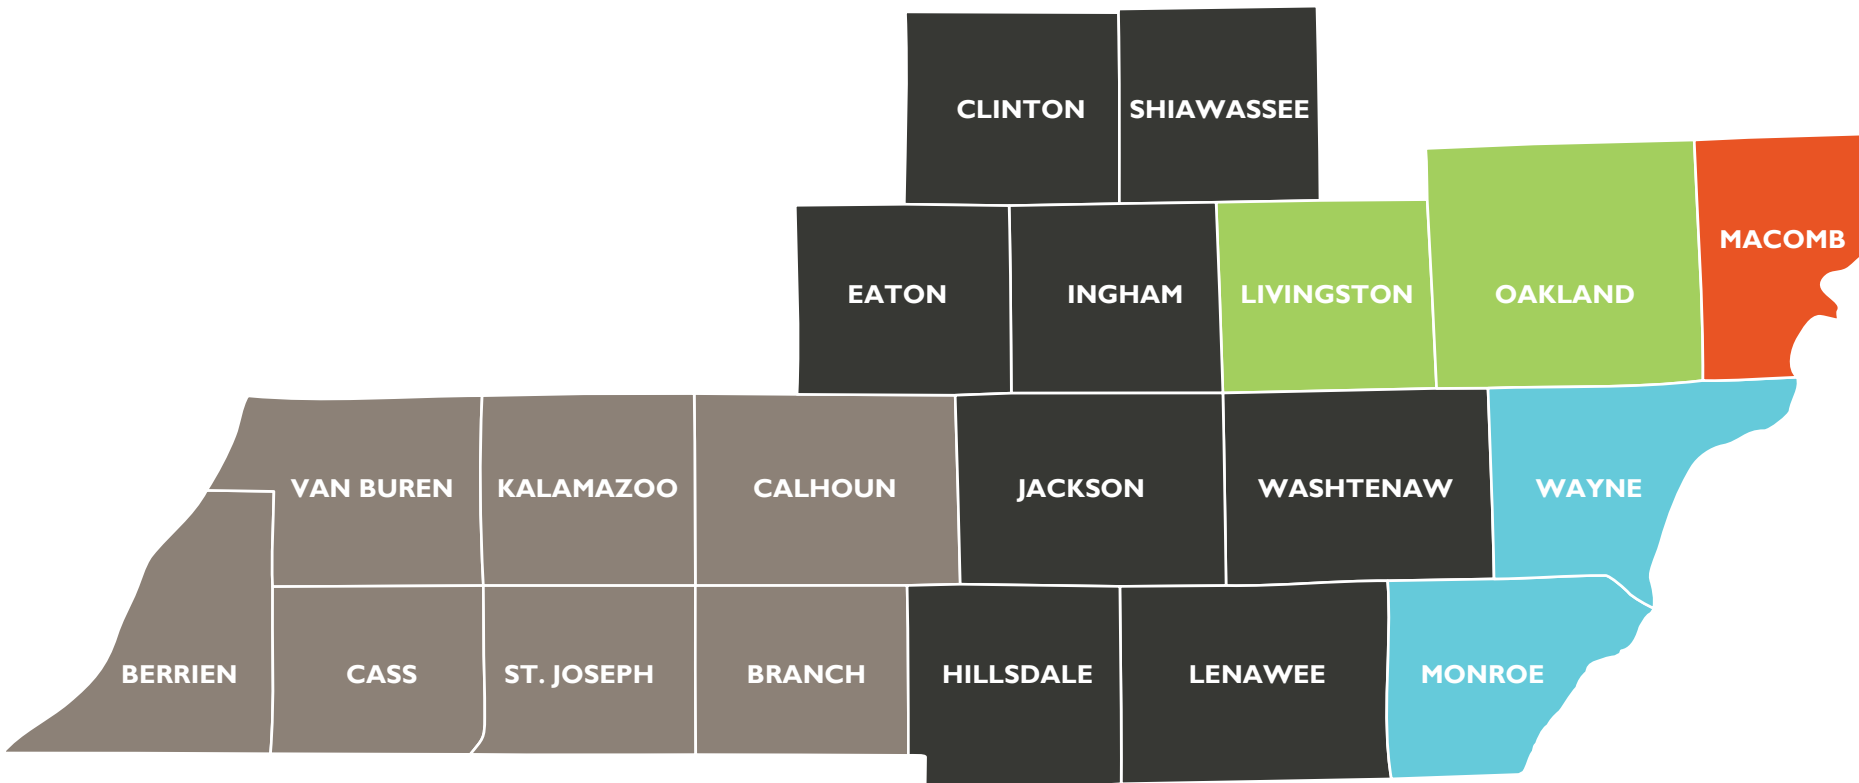 CLINTON
SHIAWASSEE
MACOMB
EATON
INGHAM
LIVINGSTON
OAKLAND
VAN BUREN
KALAMAZOO
CALHOUN
JACKSON
WASHTENAW
WAYNE
BERRIEN
CASS
ST. JOSEPH
BRANCH
HILLSDALE
LENAWEE
MONROE